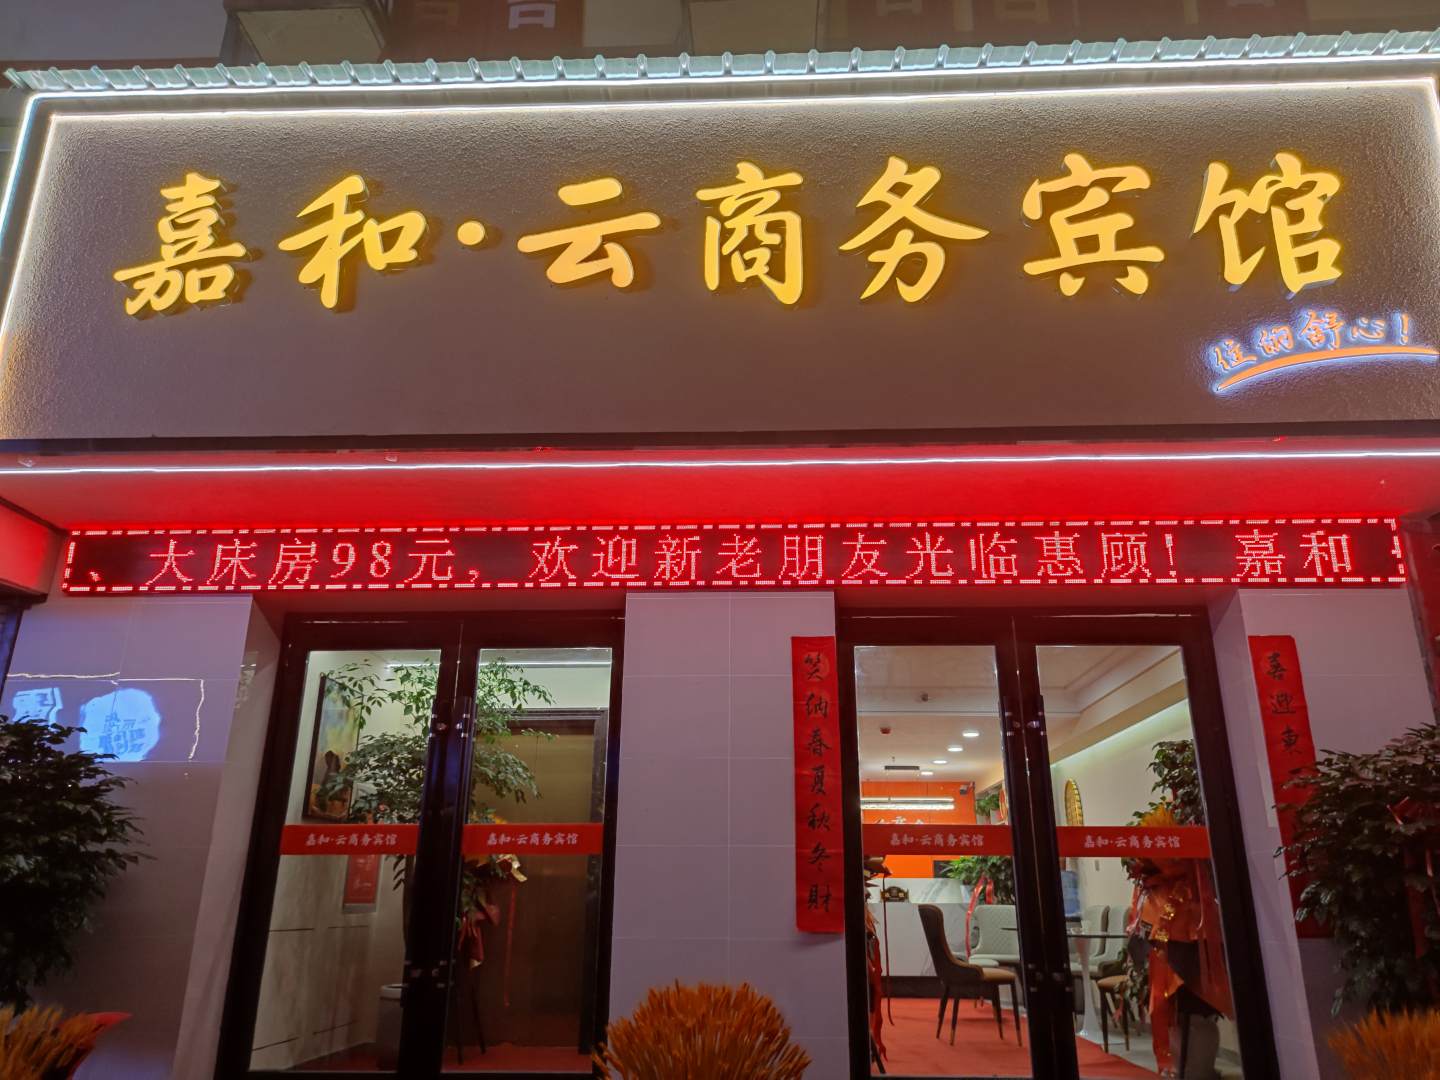 嘉和·云商务宾馆
住的舒心!
、大床房98元，欢迎新老朋友光临惠顾! 嘉和
笑纳春夏秋冬财
喜迎东
嘉和·云商务宾馆
嘉和·云商务宾馆
嘉和·云商务宾馆
嘉和·云商务宾馆